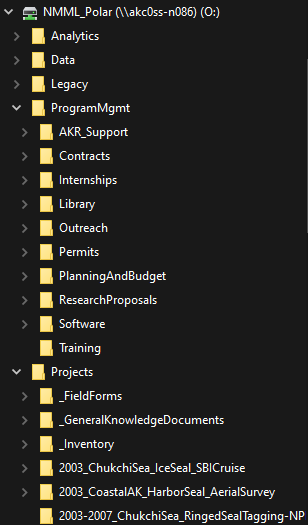 NMML_Polar (\\akc0ss-n086) (O:)
Analytics
Data
Legacy
ProgramMgmt
AKR_Support
Contracts
Internships
Library
Outreach
Permits
PlanningAndBudget
ResearchProposals
Software
Training
Projects
_FieldForms
_GeneralKnowledgeDocuments
_Inventory
2003_ChukchiSea_IceSeal_SBICruise
2003_CoastalAK_HarborSeal_AerialSurvey
2003-2007_ChukchiSea_RingedSealTagging-NP